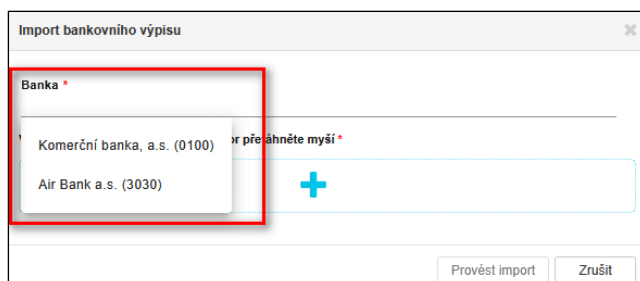 Import bankovního výpisu
Banka *
or přetáhněte myší *
Komerční banka, a.s. (0100)
Air Bank a.s. (3030)
Provést import
Zrušit